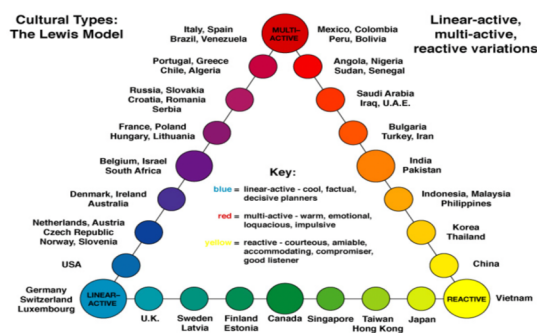 Cultural Types:
The Lewis Model
Linear-active,
multi-active,
reactive variations
MULTI-
ACTIVE
Italy, Spain
Brazil, Venezuela
Mexico, Colombia
Peru, Bolivia
Portugal, Greece
Chile, Algeria
Angola, Nigeria
Sudan, Senegal
Russia, Slovakia
Croatia, Romania
Serbia
Saudi Arabia
Iraq, U.A.E.
France, Poland
Hungary, Lithuania
Bulgaria
Turkey, Iran
Belgium, Israel
South Africa
India
Pakistan
Key:
blue = linear-active - cool, factual,
decisive planners
red = multi-active - warm, emotional,
loquacious, impulsive
yellow = reactive - courteous, amiable,
accommodating, compromiser,
good listener
Denmark, Ireland
Australia
Indonesia, Malaysia
Philippines
Netherlands, Austria
Czech Republic
Norway, Slovenia
Korea
Thailand
USA
China
Germany
Switzerland
Luxembourg
LINEAR-
ACTIVE
REACTIVE
Vietnam
U.K.
Sweden
Latvia
Finland
Estonia
Canada
Singapore
Taiwan
Hong Kong
Japan